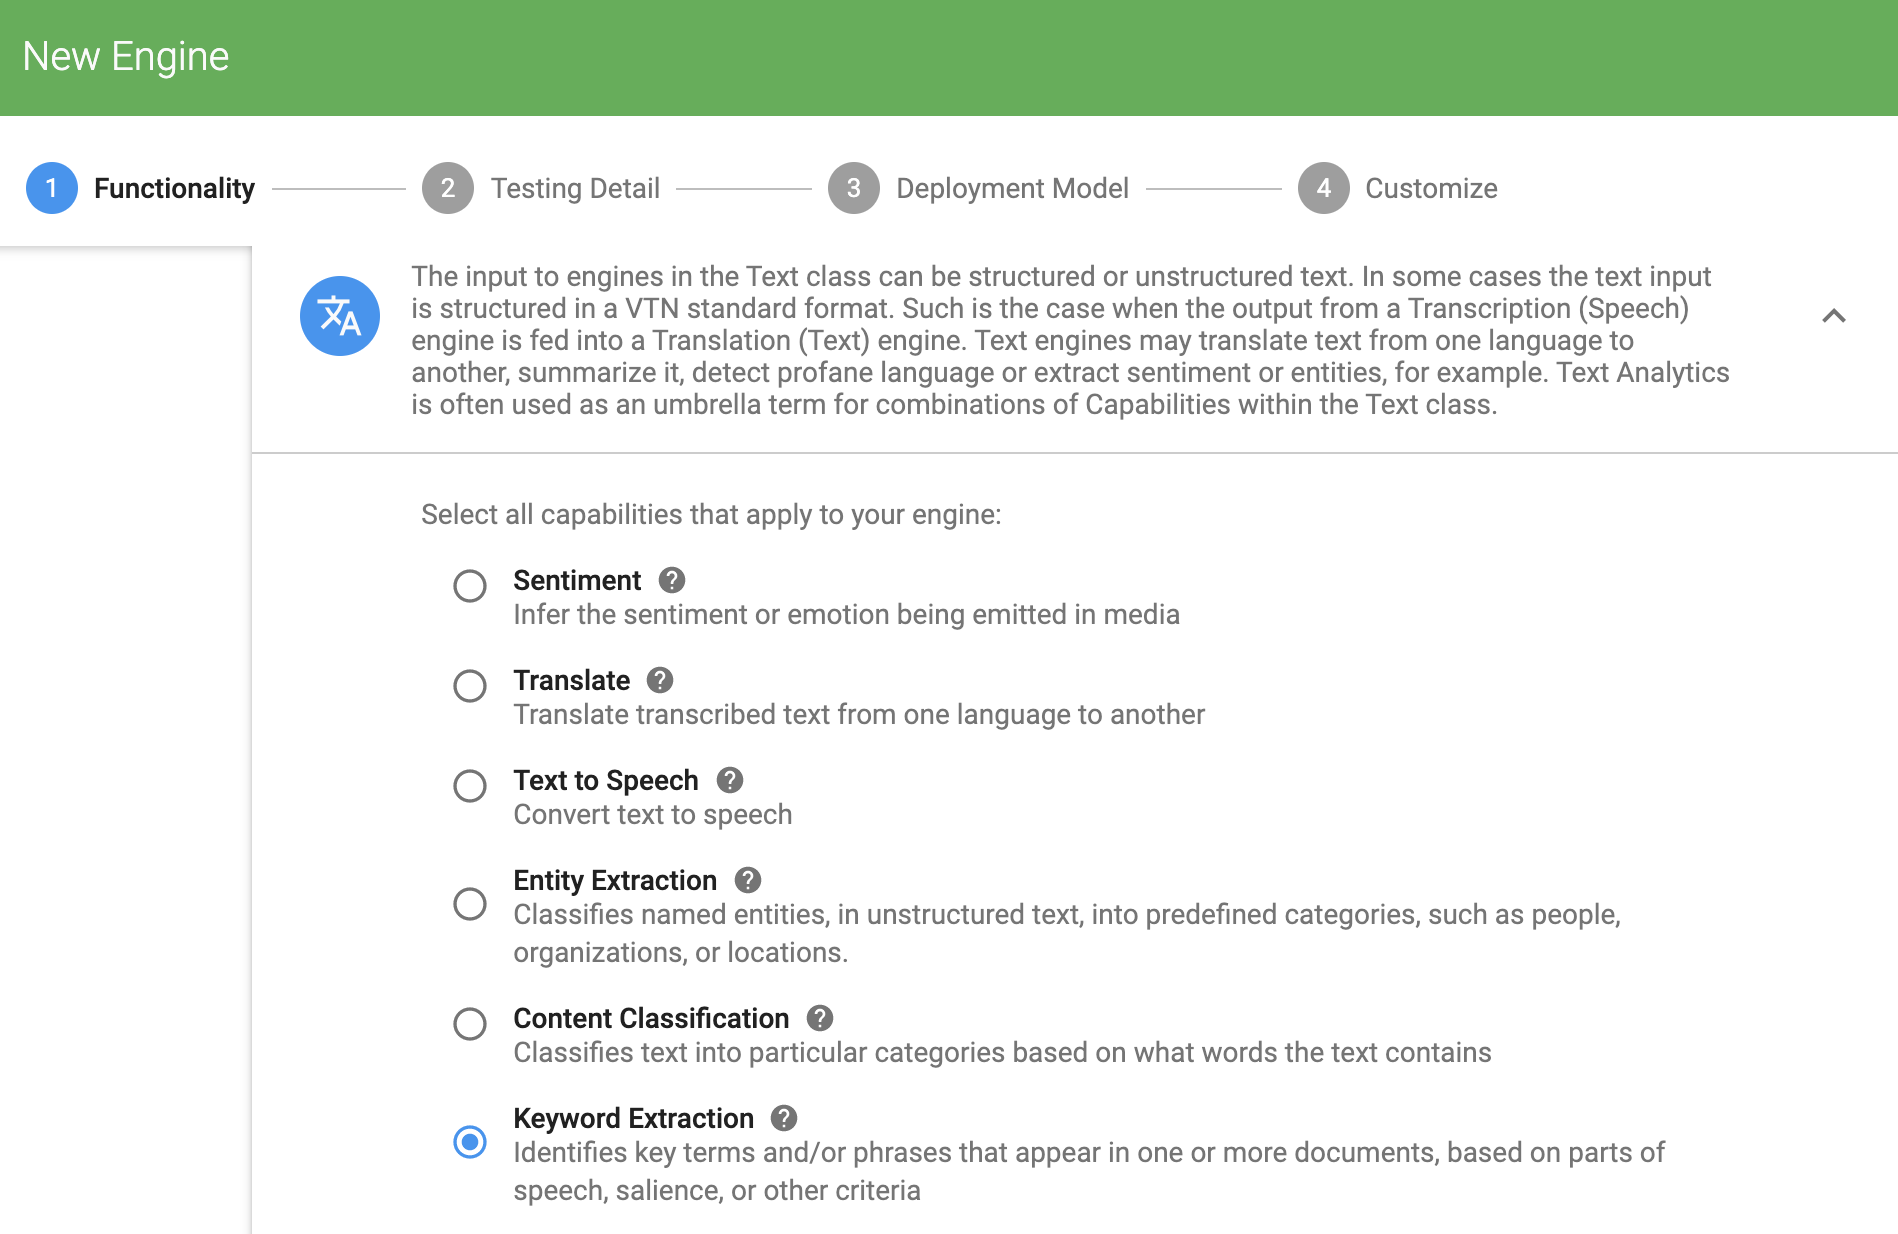 New Engine
1 Functionality 2 Testing Detail 3 Deployment Model 4 Customize
The input to engines in the Text class can be structured or unstructured text. In some cases the text input
is structured in a VTN standard format. Such is the case when the output from a Transcription (Speech)
engine is fed into a Translation (Text) engine. Text engines may translate text from one language to
another, summarize it, detect profane language or extract sentiment or entities, for example. Text Analytics
is often used as an umbrella term for combinations of Capabilities within the Text class.
Select all capabilities that apply to your engine:
Sentiment ?
Infer the sentiment or emotion being emitted in media
Translate ?
Translate transcribed text from one language to another
Text to Speech ?
Convert text to speech
Entity Extraction ?
Classifies named entities, in unstructured text, into predefined categories, such as people,
organizations, or locations.
Content Classification ?
Classifies text into particular categories based on what words the text contains
Keyword Extraction ?
Identifies key terms and/or phrases that appear in one or more documents, based on parts of
speech, salience, or other criteria